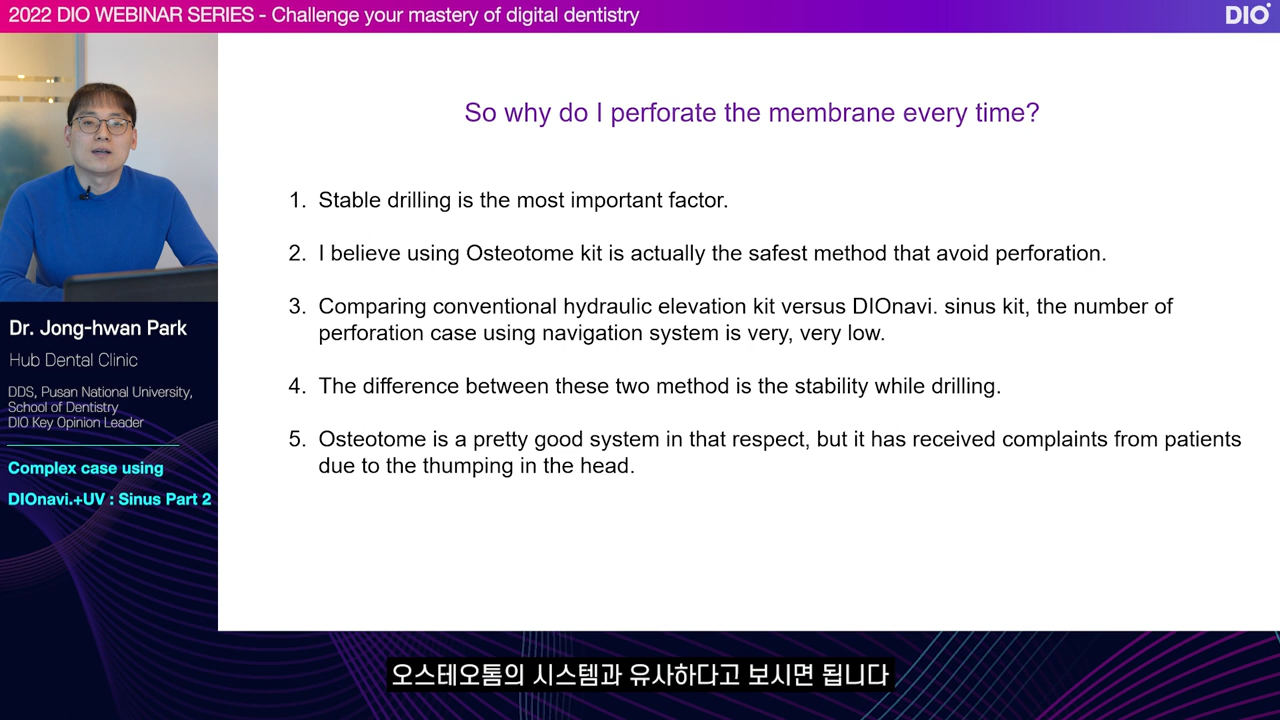 2022 DIO WEBINAR SERIES - Challenge your mastery of digital dentistry
DIO
So why do I perforate the membrane every time?
1. Stable drilling is the most important factor.
2. I believe using Osteotome kit is actually the safest method that avoid perforation.
3. Comparing conventional hydraulic elevation kit versus DIOnavi. sinus kit, the number of
perforation case using navigation system is very, very low.
4. The difference between these two method is the stability while drilling.
5. Osteotome is a pretty good system in that respect, but it has received complaints from patients
due to the thumping in the head.
Dr. Jong-hwan Park
Hub Dental Clinic
DDS, Pusan National University,
School of Dentistry
DIO Key Opinion Leader
Complex case using
DIOnavi.+UV : Sinus Part 2
오스테오톰의 시스템과 유사하다고 보시면 됩니다